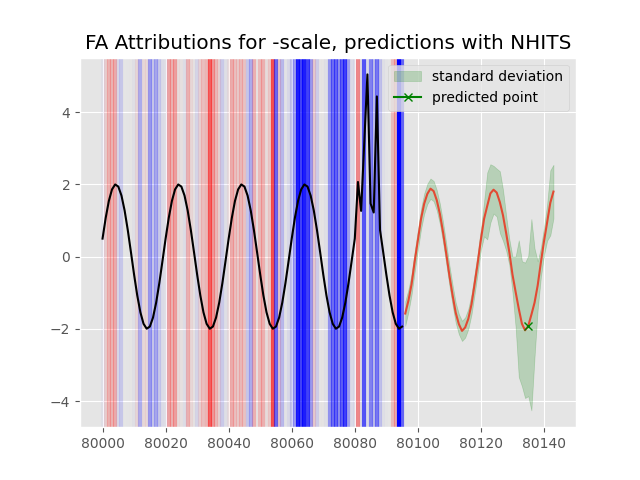 FA Attributions for -scale, predictions with NHITS
standard deviation
predicted point
4
2
0
−2
−4
80000 80020 80040 80060 80080 80100 80120 80140